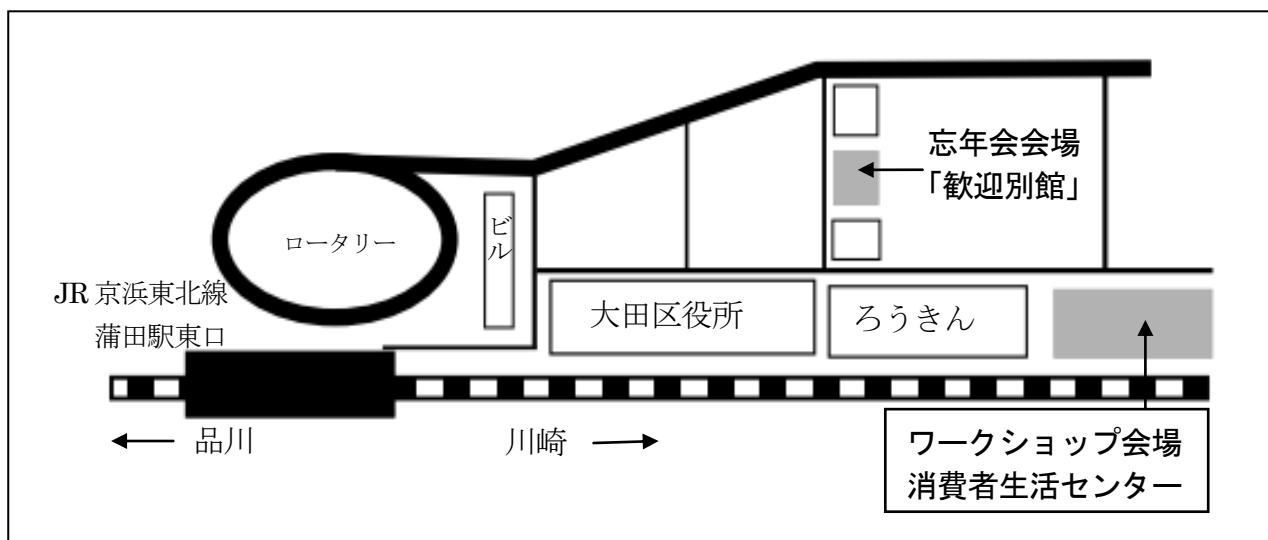 忘年会会場
「歓迎別館」
ビル
ロータリー
JR 京浜東北線
蒲田駅東口
大田区役所
ろうきん
品川
川崎
ワークショップ会場
消費者生活センター